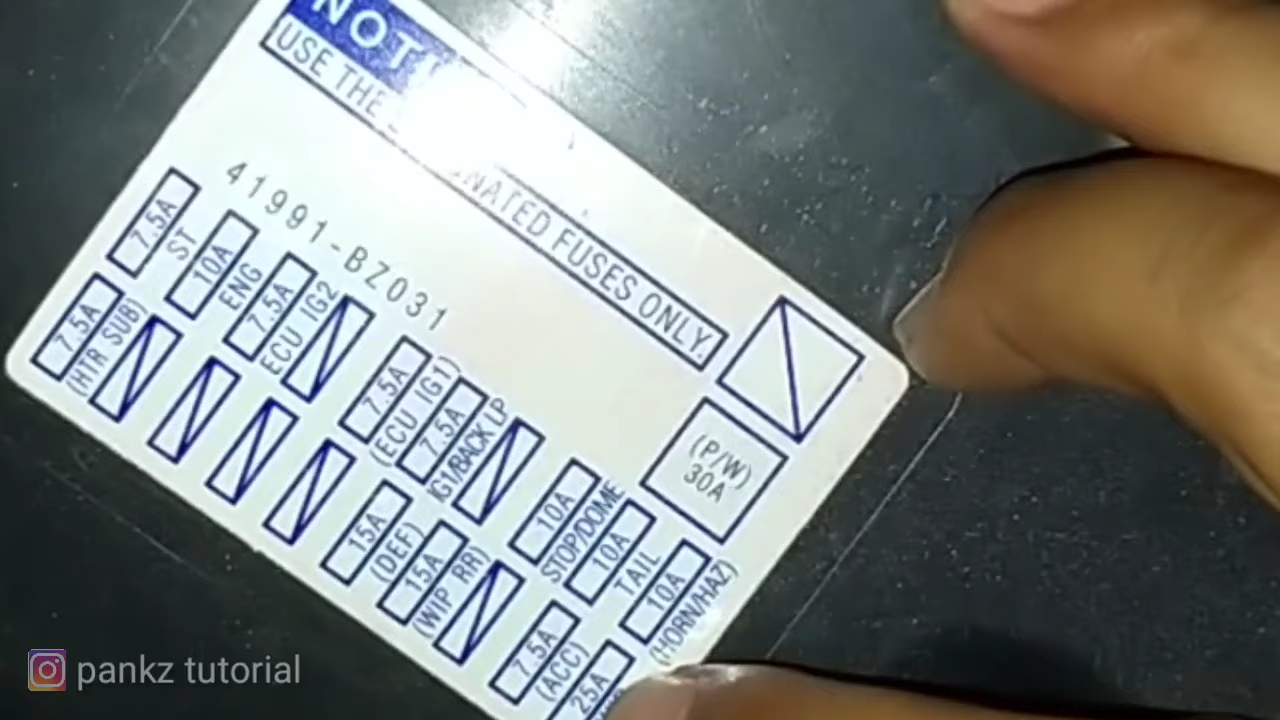 USE THE
NATED FUSES ONLY.
41991-BZ031
7.5A
ST
10A
ENG
7.5A
ECU IG2
7.5A
(ECU IG1)
7.5A
IG1/BACK LP
10A
STOP/DOME
10A
TAIL
10A
(HORN/HAZ)
(P/W)
30A
7.5A
(HTR SUB)
15A
(DEF)
15A
(WIP RR)
7.5A
(ACC)
25A
pankz tutorial